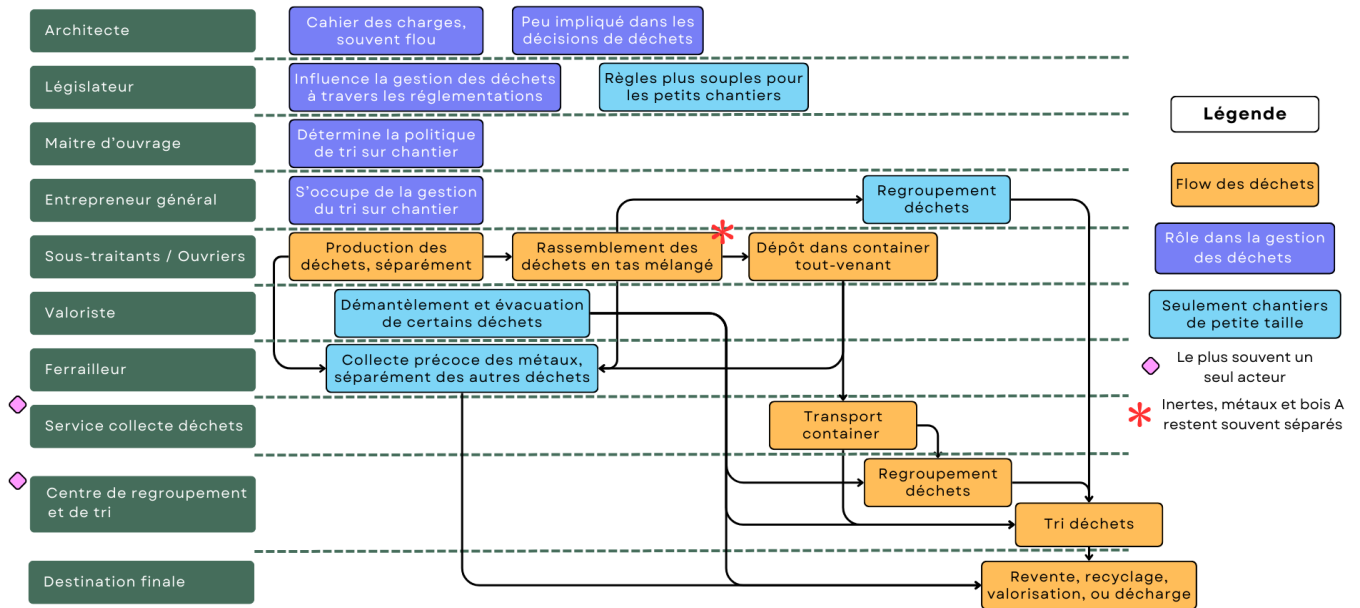 Architecte
Cahier des charges,
souvent flou
Peu impliqué dans les
décisions de déchets
Législateur
Influence la gestion des déchets
à travers les réglementations
Règles plus souples pour
les petits chantiers
Légende
Maitre d'ouvrage
Détermine la politique
de tri sur chantier
Entrepreneur général
S'occupe de la gestion
du tri sur chantier
Regroupement
déchets
Flow des déchets
Sous-traitants / Ouvriers
Production des
déchets, séparément
Rassemblement des
déchets en tas mélangé
Dépôt dans container
tout-venant
Rôle dans la gestion
des déchets
Valoriste
Démantèlement et évacuation
de certains déchets
Seulement chantiers
de petite taille
Ferrailleur
Collecte précoce des métaux,
séparément des autres déchets
Le plus souvent un
seul acteur
Service collecte déchets
Transport
container
Inertes, métaux et bois A
restent souvent séparés
Centre de regroupement
et de tri
Regroupement
déchets
Tri déchets
Destination finale
Revente, recyclage,
valorisation, ou décharge